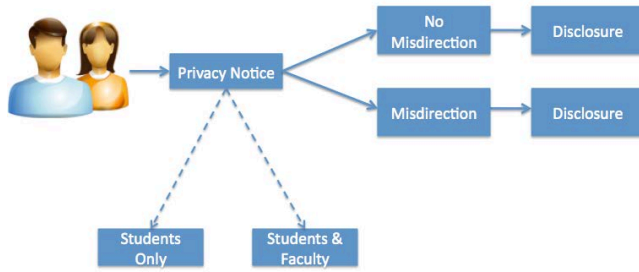 No
Misdirection
Disclosure
Privacy Notice
Misdirection
Disclosure
Students
Only
Students &
Faculty